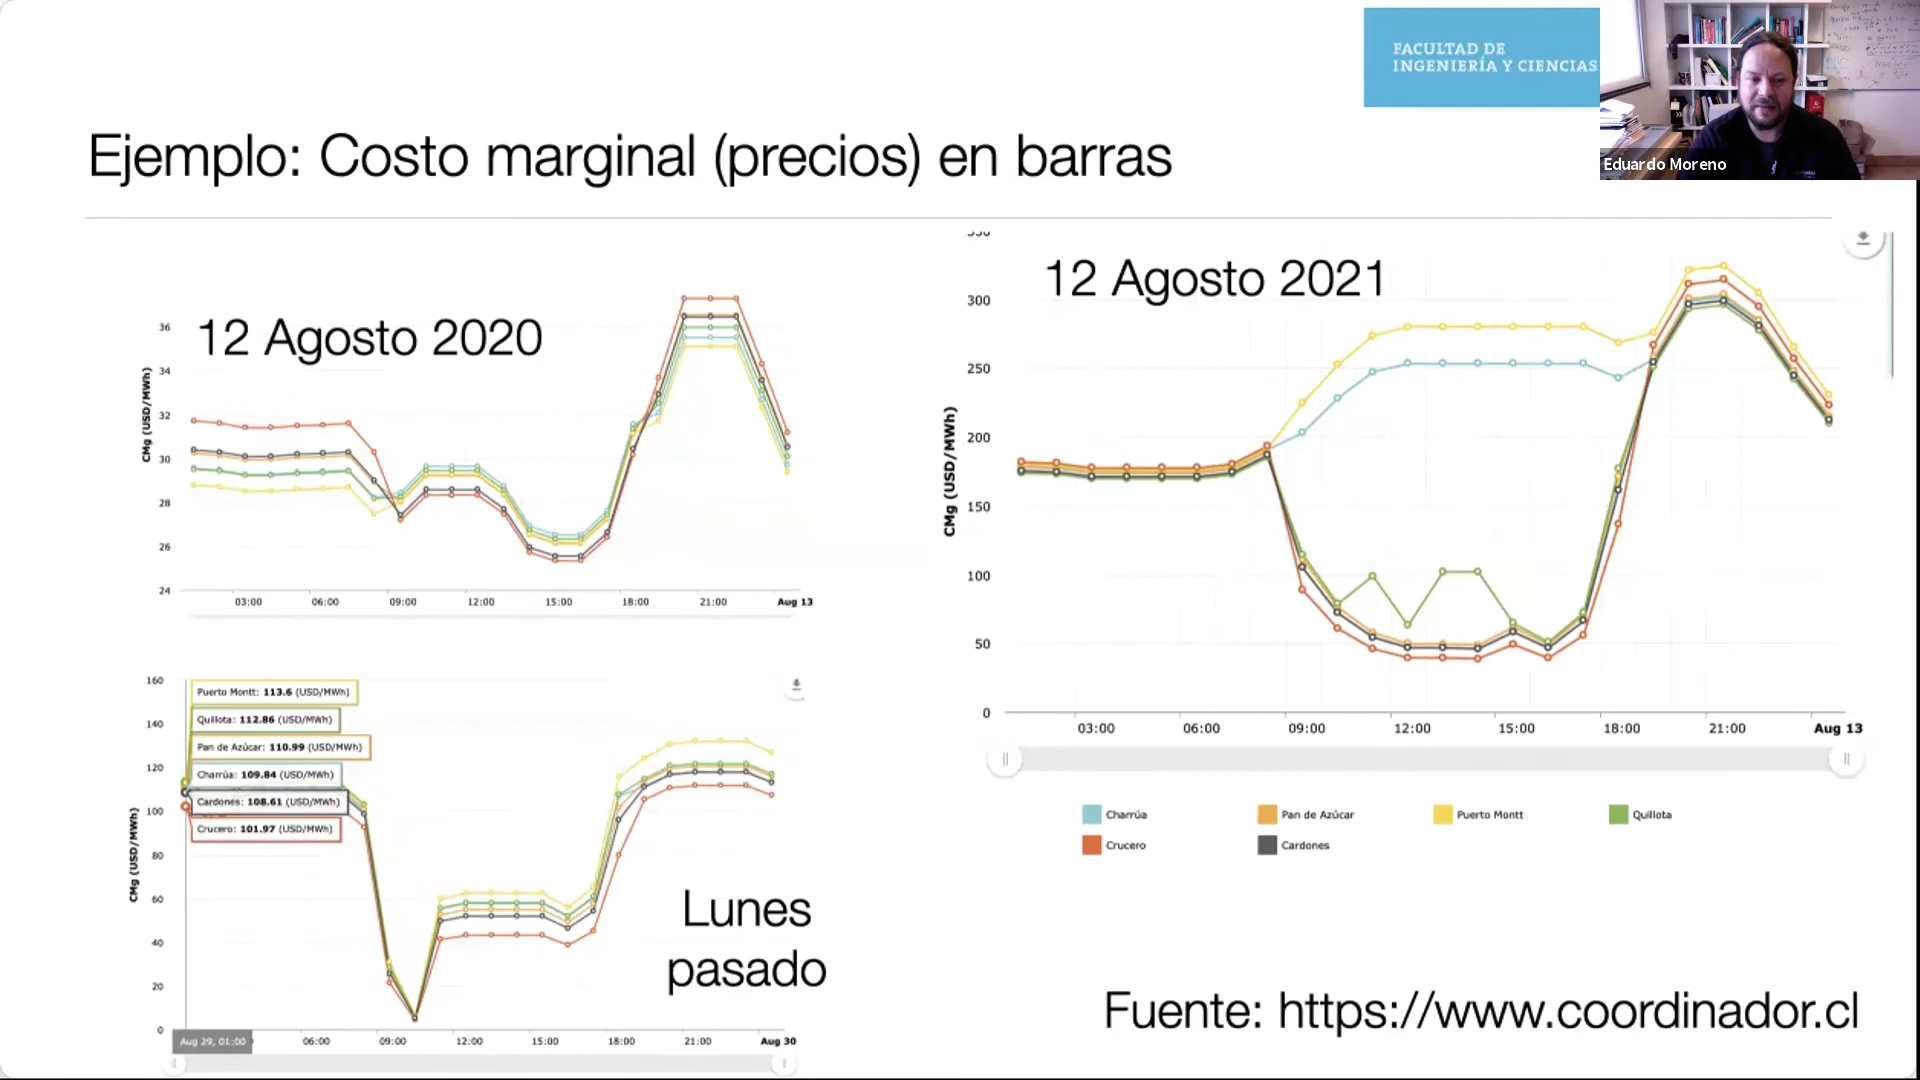 FACULTAD DE
INGENIERÍA Y CIENCIAS
Eduardo Moreno
Ejemplo: Costo marginal (precios) en barras
12 Agosto 2020
CMg (USD/MWh)
36
34
32
30
28
26
24
03:00 06:00 09:00 12:00 15:00 18:00 21:00 Aug 13
12 Agosto 2021
CMg (USD/MWh)
300
250
200
150
100
50
0
03:00 06:00 09:00 12:00 15:00 18:00 21:00 Aug 13
Charrúa Pan de Azúcar Puerto Montt Quillota
Crucero Cardones
CMg (USD/MWh)
160
140
120
100
80
60
40
20
0
Puerto Montt: 113.6 (USD/MWh)
Quillota: 112.86 (USD/MWh)
Pan de Azúcar: 110.99 (USD/MWh)
Charrúa: 109.84 (USD/MWh)
Cardones: 108.61 (USD/MWh)
Crucero: 101.97 (USD/MWh)
Lunes
pasado
Aug 29, 01:00 06:00 09:00 12:00 15:00 18:00 21:00 Aug 30
Fuente: https://www.coordinador.cl